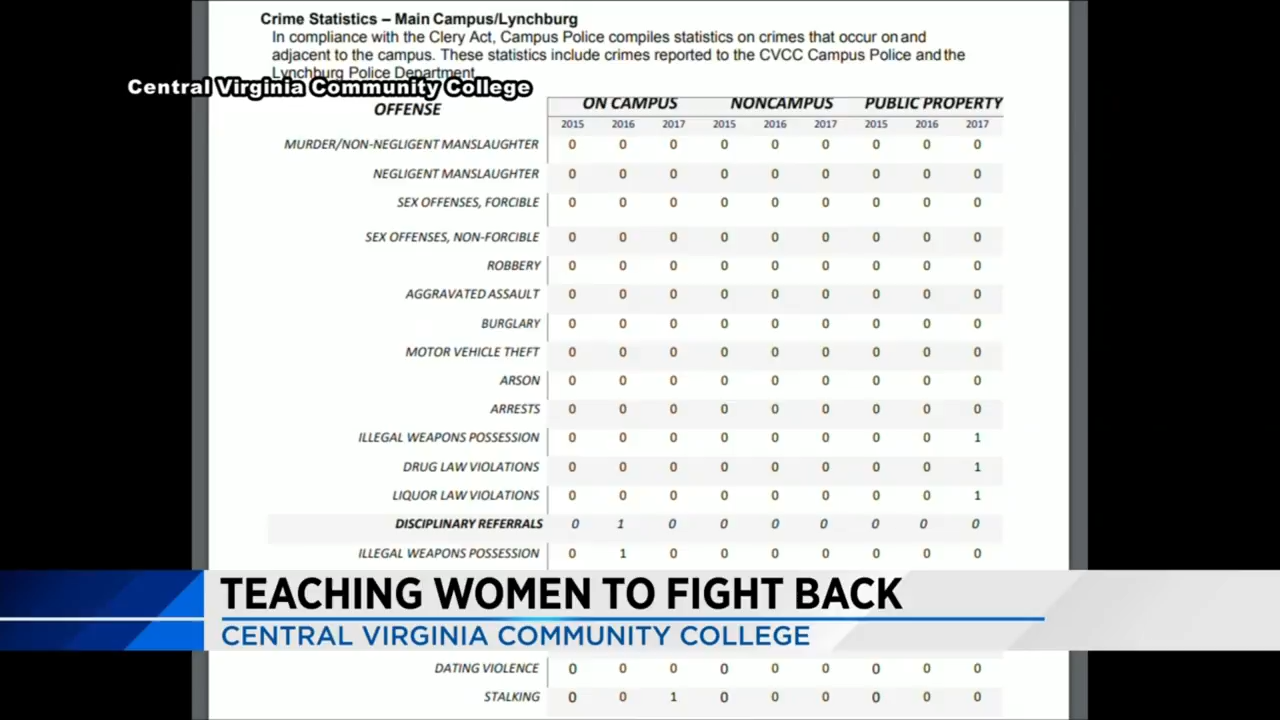 Crime Statistics – Main Campus/Lynchburg
In compliance with the Clery Act, Campus Police compiles statistics on crimes that occur on and
adjacent to the campus. These statistics include crimes reported to the CVCC Campus Police and the
Lynchburg Police Department
Central Virginia Community College
OFFENSE ON CAMPUS NONCAMPUS PUBLIC PROPERTY
2015 2016 2017 2015 2016 2017 2015 2016 2017
MURDER/NON-NEGLIGENT MANSLAUGHTER 0 0 0 0 0 0 0 0 0
NEGLIGENT MANSLAUGHTER 0 0 0 0 0 0 0 0 0
SEX OFFENSES, FORCIBLE 0 0 0 0 0 0 0 0 0
SEX OFFENSES, NON-FORCIBLE 0 0 0 0 0 0 0 0 0
ROBBERY 0 0 0 0 0 0 0 0 0
AGGRAVATED ASSAULT 0 0 0 0 0 0 0 0 0
BURGLARY 0 0 0 0 0 0 0 0 0
MOTOR VEHICLE THEFT 0 0 0 0 0 0 0 0 0
ARSON 0 0 0 0 0 0 0 0 0
ARRESTS 0 0 0 0 0 0 0 0 0
ILLEGAL WEAPONS POSSESSION 0 0 0 0 0 0 0 0 1
DRUG LAW VIOLATIONS 0 0 0 0 0 0 0 0 1
LIQUOR LAW VIOLATIONS 0 0 0 0 0 0 0 0 1
DISCIPLINARY REFERRALS 0 1 0 0 0 0 0 0 0
ILLEGAL WEAPONS POSSESSION 0 1 0 0 0 0 0 0 0
TEACHING WOMEN TO FIGHT BACK
CENTRAL VIRGINIA COMMUNITY COLLEGE
DATING VIOLENCE 0 0 0 0 0 0 0 0 0
STALKING 0 0 1 0 0 0 0 0 0